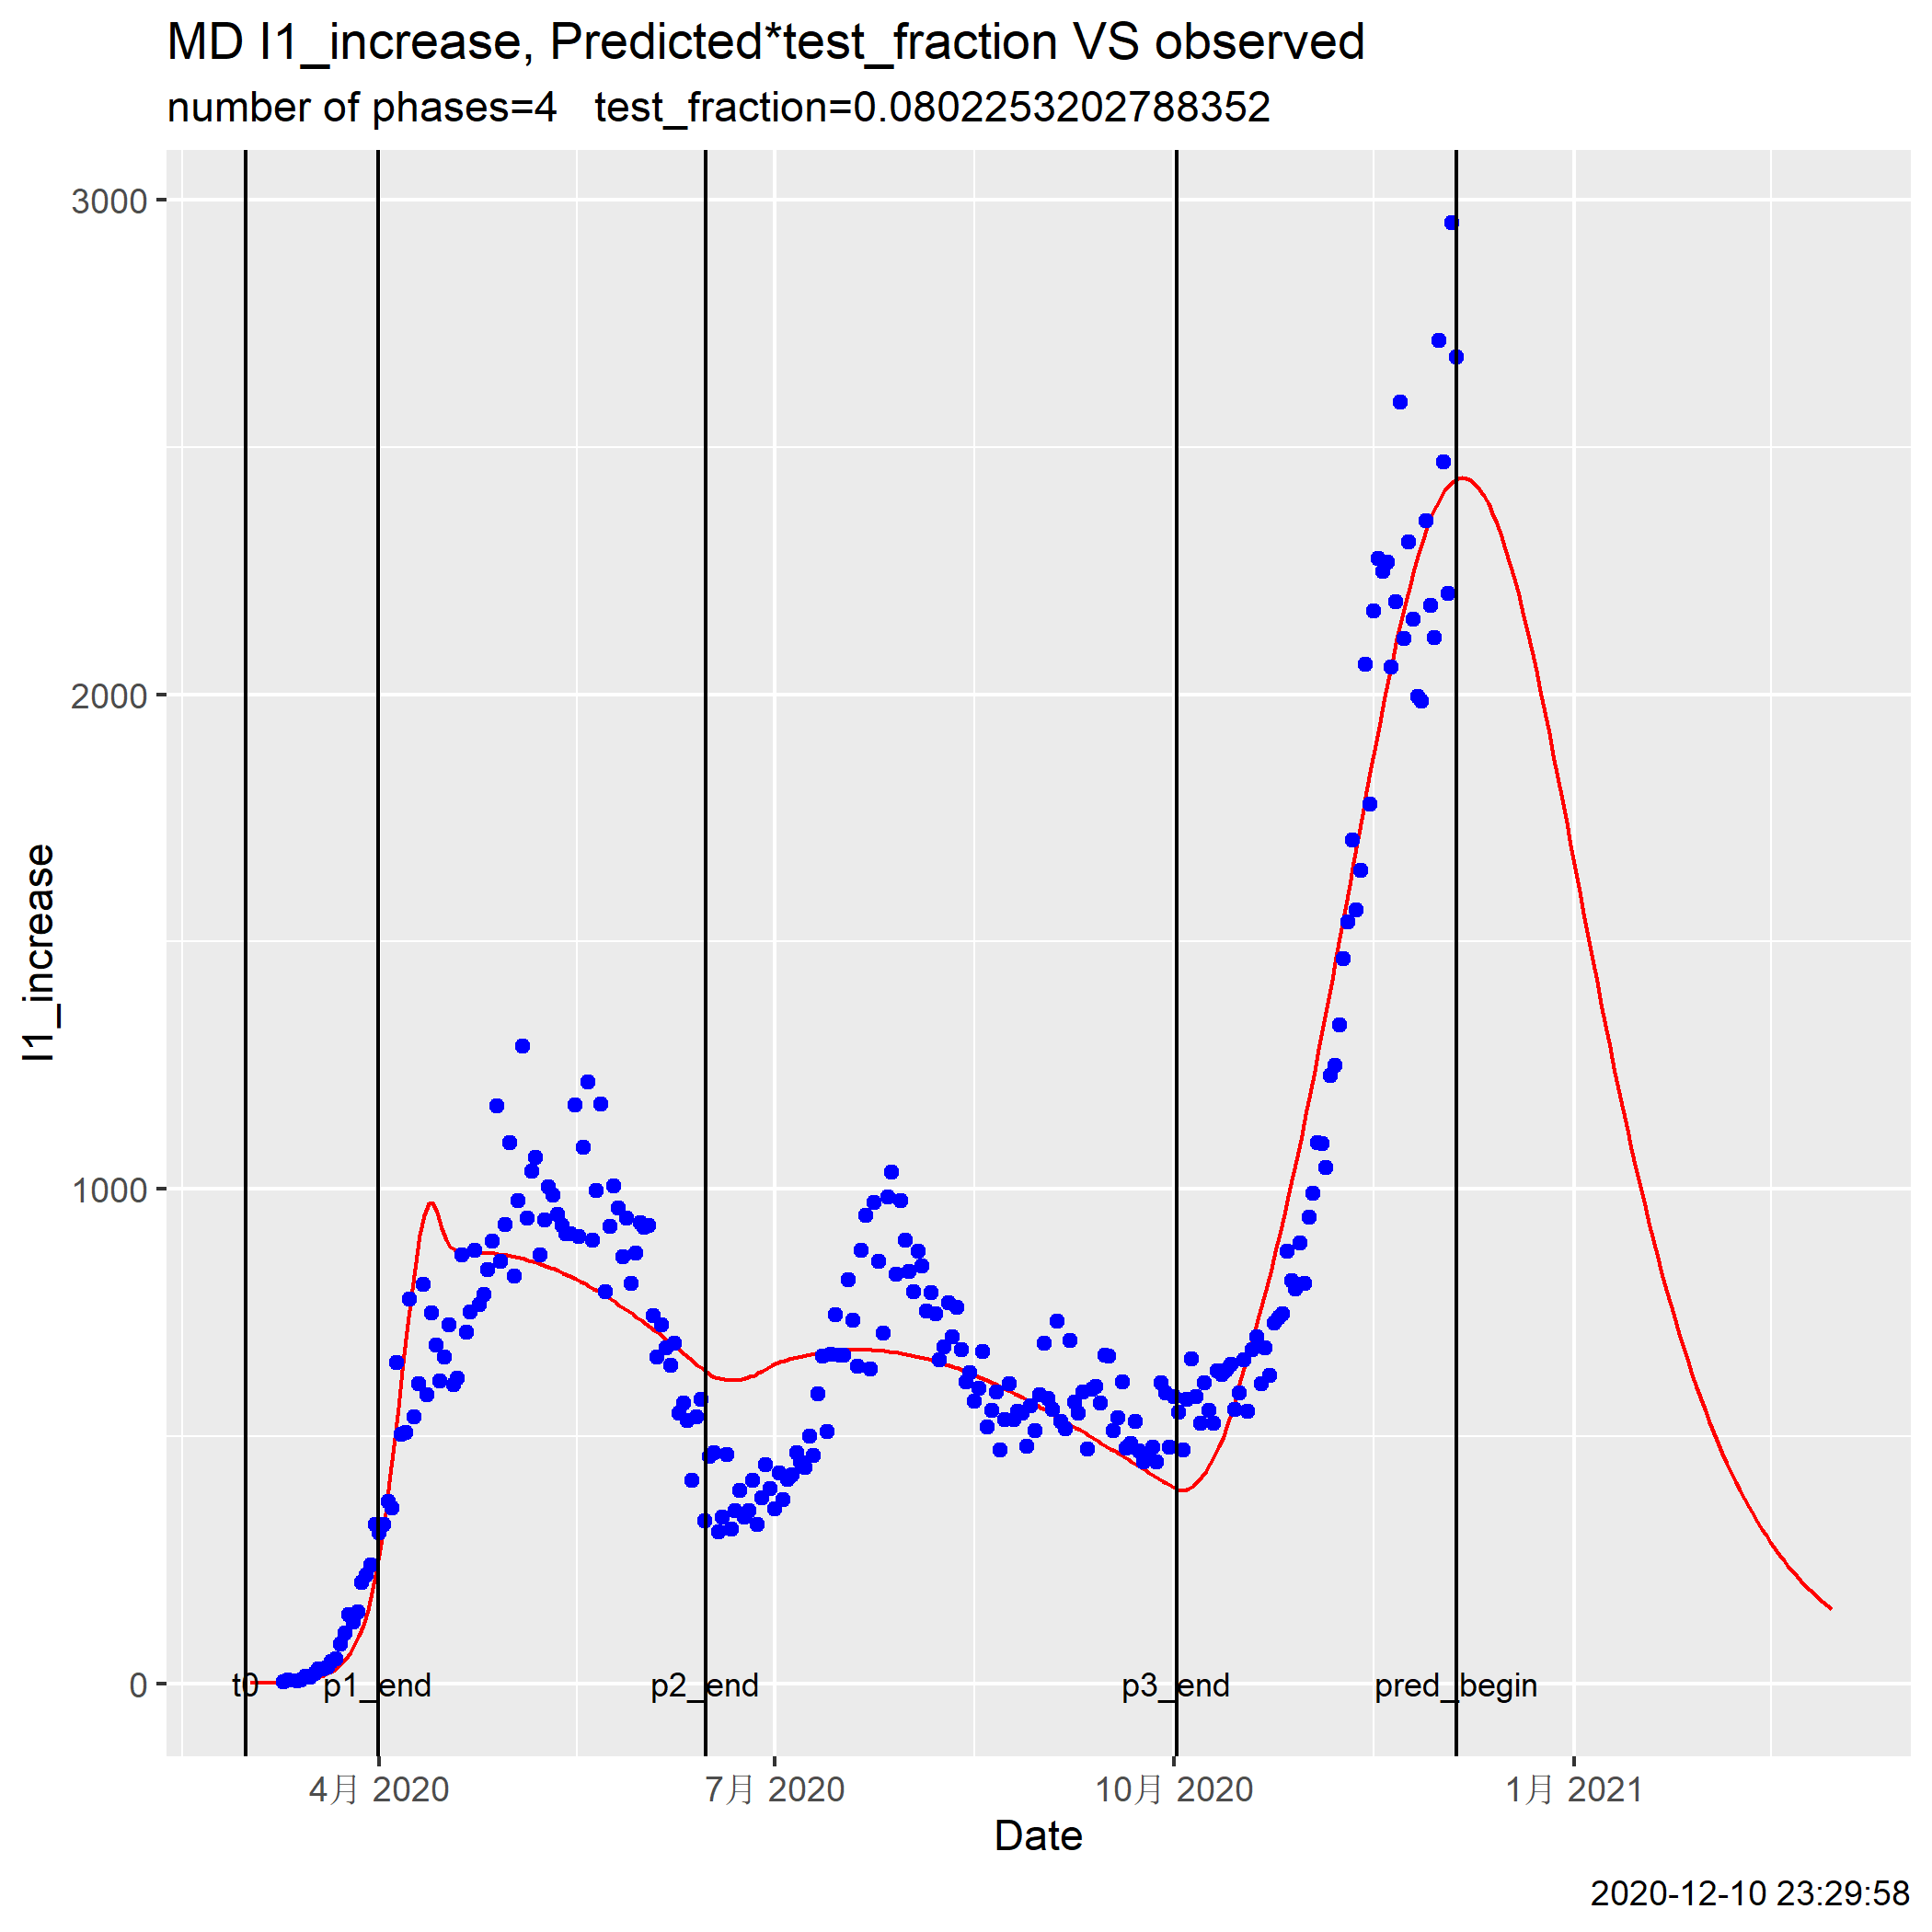 MD I1_increase, Predicted*test_fraction VS observed
number of phases=4   test_fraction=0.0802253202788352
3000
2000
1000
0
I1_increase
t0
p1_end
p2_end
p3_end
pred_begin
4月 2020
7月 2020
10月 2020
1月 2021
Date
2020-12-10 23:29:58